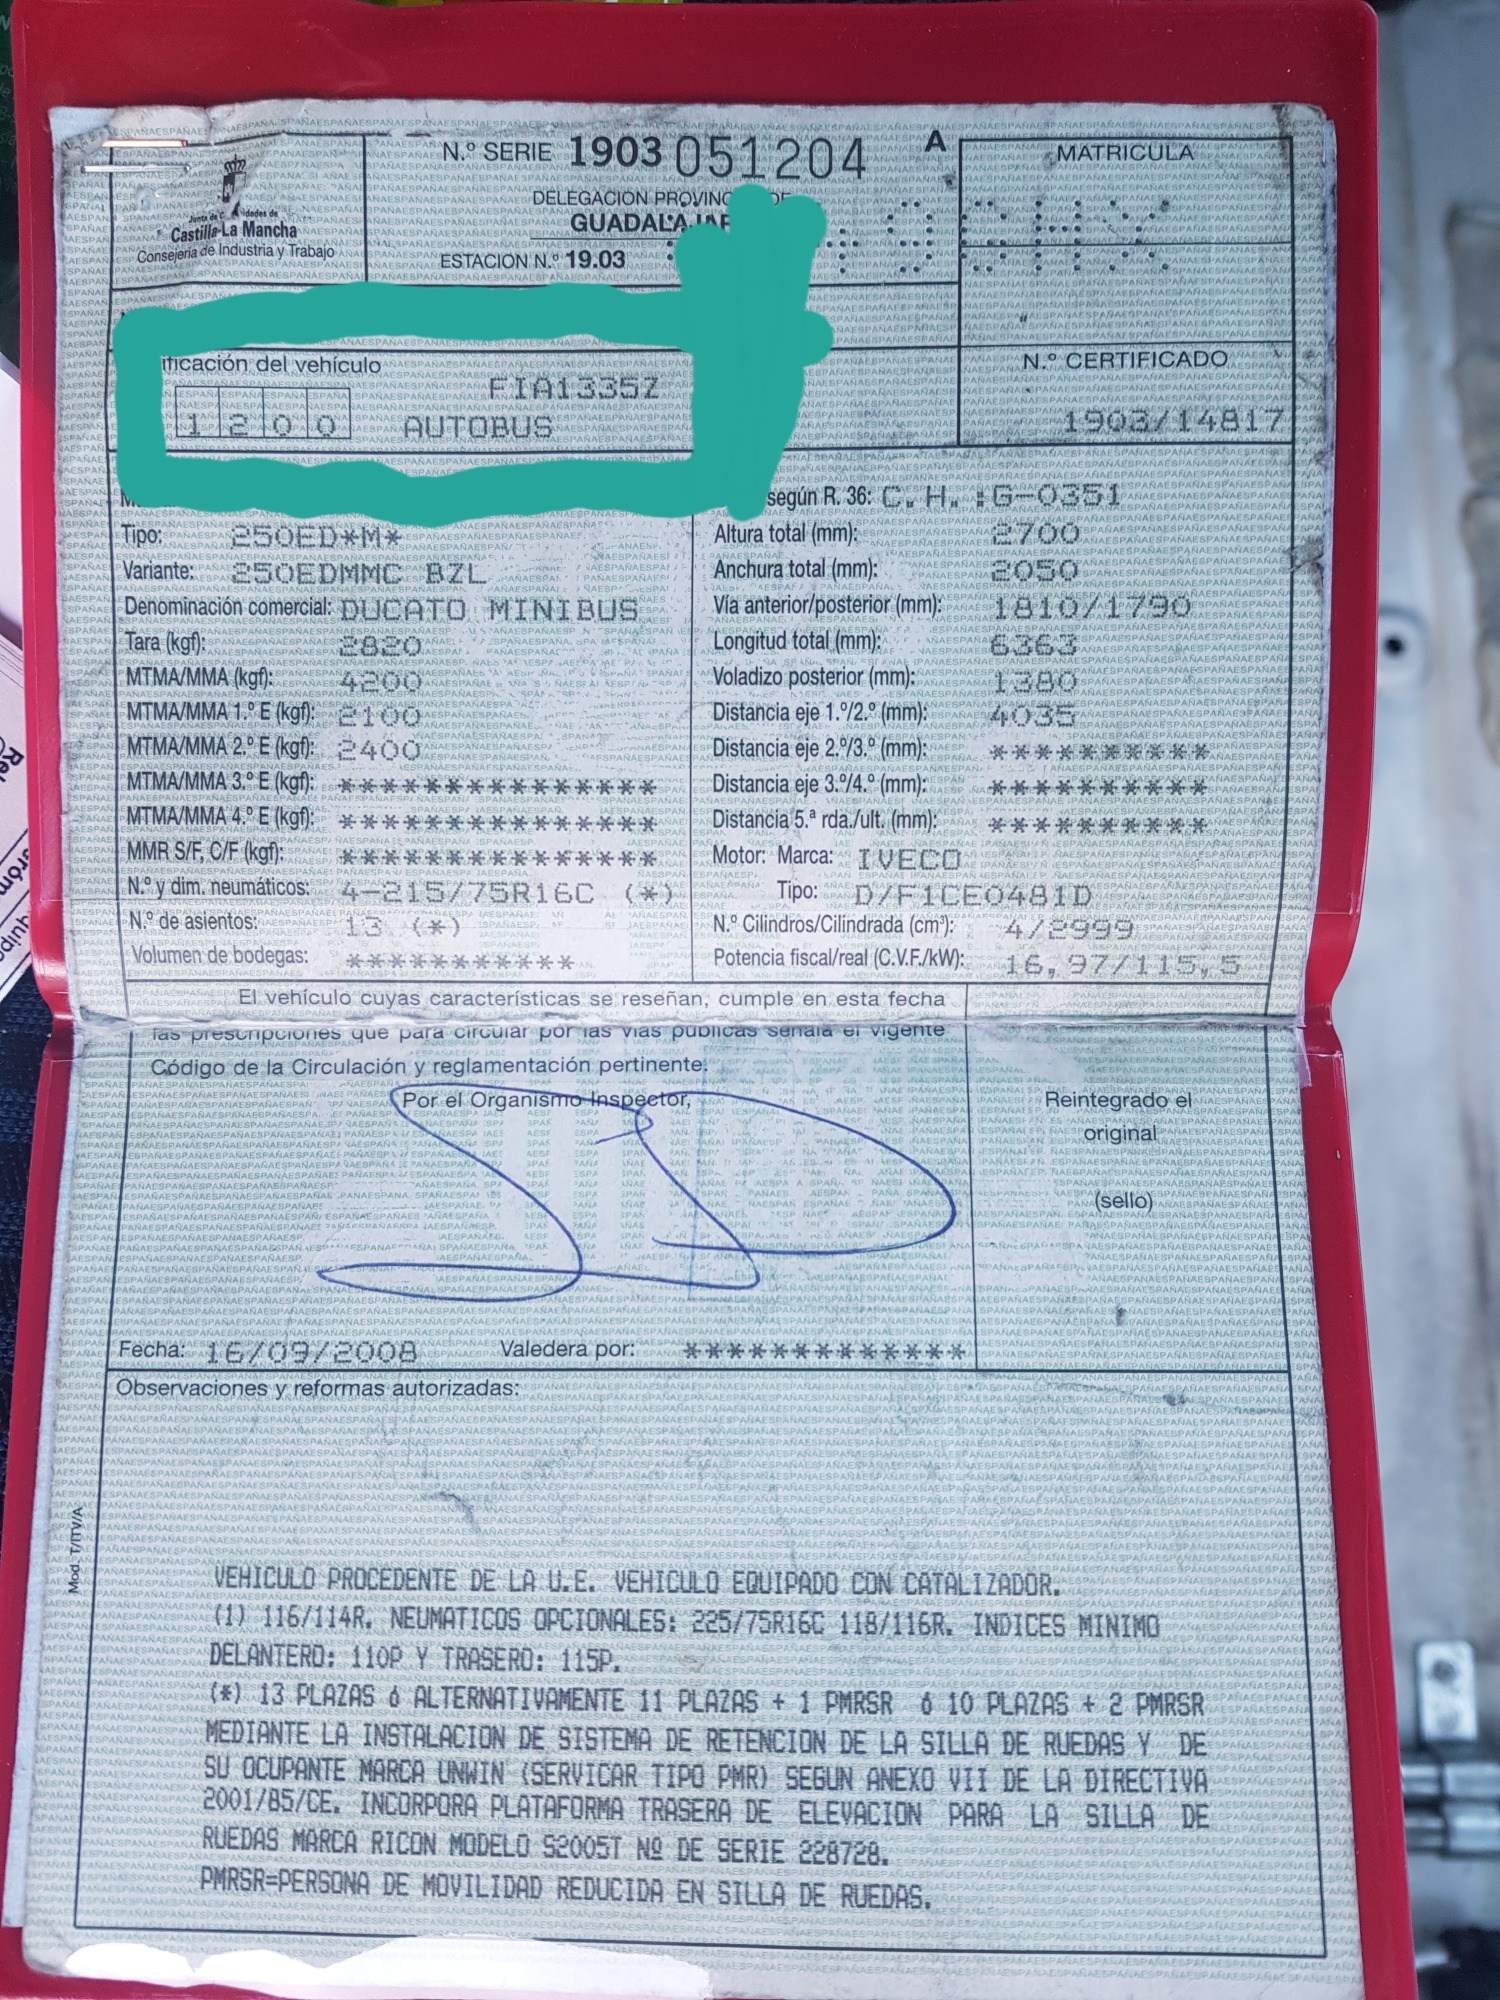 N.º SERIE 1903 051204 A
MATRICULA
Junta de Comunidades de
Castilla-La Mancha
Consejería de Industria y Trabajo
DELEGACION PROVINC
GUADALAJAR
ESTACION N.º 19.03
ificación del vehículo
FIA1335Z
1200 AUTOBUS
N.º CERTIFICADO
1903/14817
según R. 36: C. H. :G-0351
Tipo: 250ED*M*
Altura total (mm): 2700
Variante: 250EDMMC BZL
Anchura total (mm): 2050
Denominación comercial: DUCATO MINIBUS
Vía anterior/posterior (mm): 1810/1790
Tara (kgf): 2820
Longitud total (mm): 6363
MTMA/MMA (kgf): 4200
Voladizo posterior (mm): 1380
MTMA/MMA 1.º E (kgf): 2100
Distancia eje 1.º/2.º (mm): 4035
MTMA/MMA 2.º E (kgf): 2400
Distancia eje 2.º/3.º (mm): **********
MTMA/MMA 3.º E (kgf): **************
Distancia eje 3.º/4.º (mm): **********
MTMA/MMA 4.º E (kgf): **************
Distancia 5.ª rda./ult. (mm): **********
MMR S/F, C/F (kgf): **************
Motor: Marca: IVECO
N.º y dim. neumáticos: 4-215/75R16C (*)
Tipo: D/F1CE0481D
N.º de asientos: 13 (*)
N.º Cilindros/Cilindrada (cm³): 4/2999
Volumen de bodegas: ***********
Potencia fiscal/real (C.V.F./kW): 16,97/115,5
El vehículo cuyas características se reseñan, cumple en esta fecha
las prescripciones que para circular por las vías públicas señala el vigente
Código de la Circulación y reglamentación pertinente.
Por el Organismo Inspector,
Reintegrado el
original
(sello)
Fecha: 16/09/2008 Valedera por: *************
Observaciones y reformas autorizadas:
VEHICULO PROCEDENTE DE LA U.E. VEHICULO EQUIPADO CON CATALIZADOR.
(1) 116/114R. NEUMATICOS OPCIONALES: 225/75R16C 118/116R. INDICES MINIMO
DELANTERO: 110P Y TRASERO: 115P.
(*) 13 PLAZAS ó ALTERNATIVAMENTE 11 PLAZAS + 1 PMRSR ó 10 PLAZAS + 2 PMRSR
MEDIANTE LA INSTALACION DE SISTEMA DE RETENCION DE LA SILLA DE RUEDAS Y DE
SU OCUPANTE MARCA UNWIN (SERVICAR TIPO PMR) SEGUN ANEXO VII DE LA DIRECTIVA
2001/85/CE. INCORPORA PLATAFORMA TRASERA DE ELEVACION PARA LA SILLA DE
RUEDAS MARCA RICON MODELO S2005T Nº DE SERIE 228728.
PMRSR=PERSONA DE MOVILIDAD REDUCIDA EN SILLA DE RUEDAS.
Mod. T/ITV/A